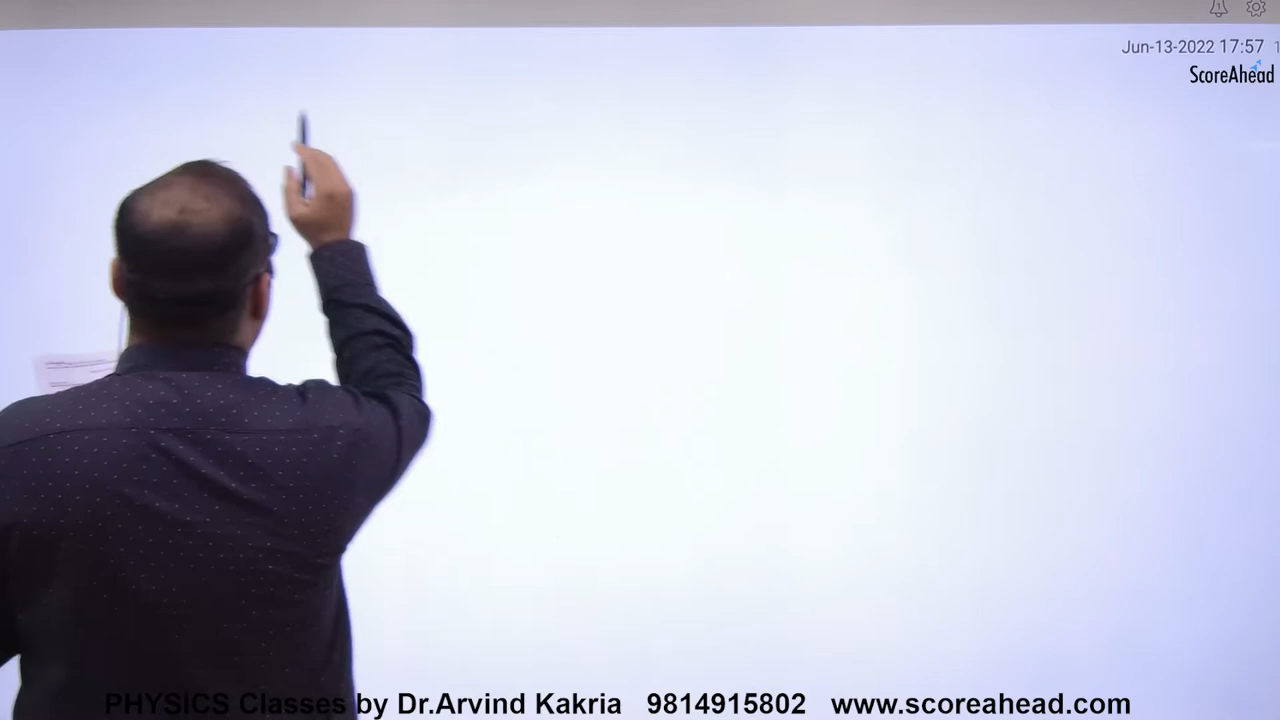 Jun-13-2022 17:57
ScoreAhead
PHYSICS Classes by Dr.Arvind Kakria 9814915802 www.scoreahead.com